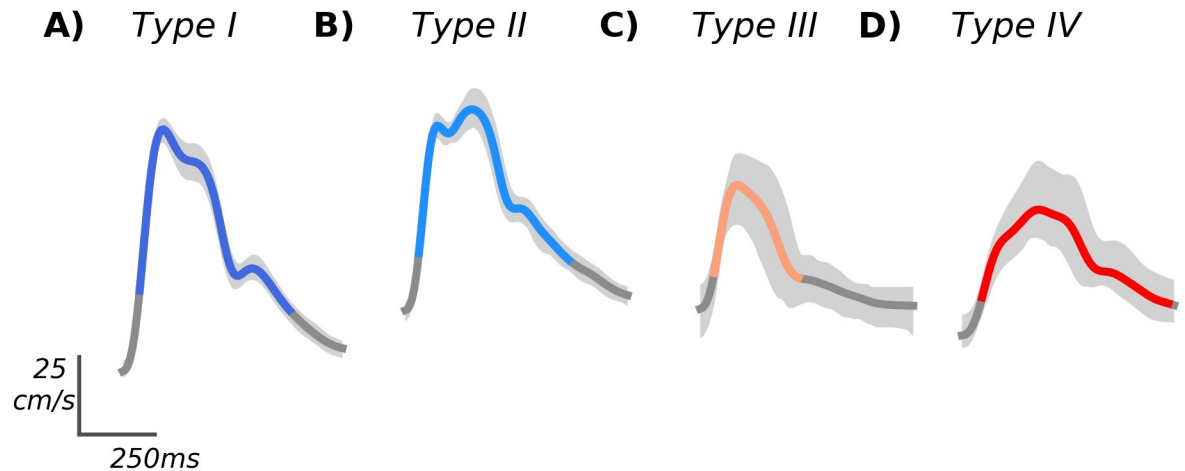 A) Type I B) Type II C) Type III D) Type IV
25
cm/s
250ms